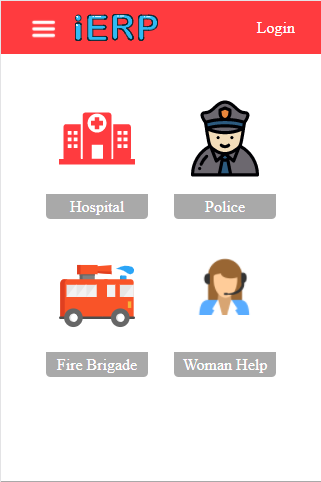 iERP
Login
Hospital
Police
Fire Brigade
Woman Help